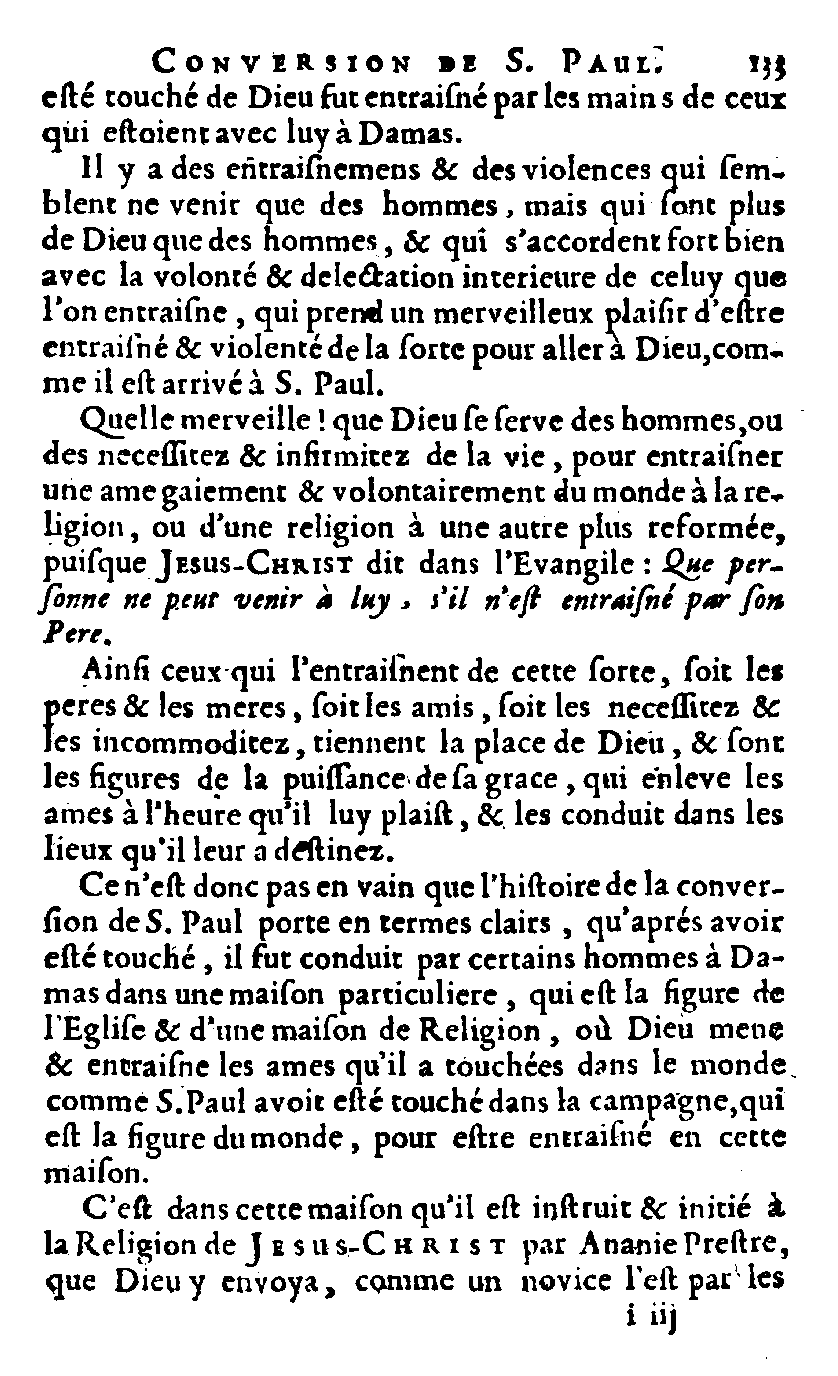 CONVERSION DE S. PAUL. 133
eſté touché de Dieu fut entraiſné par les mains de ceux
qui eſtoient avec luy à Damas.
Il y a des entraiſnemens & des violences qui ſem-
blent ne venir que des hommes, mais qui ſont plus
de Dieu que des hommes, & qui s'accordent fort bien
avec la volonté & delectation interieure de celuy que
l'on entraiſne, qui prend un merveilleux plaiſir d'eſtre
entraiſné & violenté de la ſorte pour aller à Dieu, com-
me il eſt arrivé à S. Paul.
Quelle merveille ! que Dieu ſe ſerve des hommes, ou
des neceſſitez & infirmitez de la vie, pour entraiſner
une ame gaiement & volontairement du monde à la re-
ligion, ou d'une religion à une autre plus reformée,
puiſque JESUS-CHRIST dit dans l'Evangile : Que per-
ſonne ne peut venir à luy, s'il n'eſt entraiſné par ſon
Pere.
Ainſi ceux qui l'entraiſnent de cette ſorte, ſoit les
peres & les meres, ſoit les amis, ſoit les neceſſitez &
les incommoditez, tiennent la place de Dieu, & ſont
les figures de la puiſſance de ſa grace, qui enleve les
ames à l'heure qu'il luy plaiſt, & les conduit dans les
lieux qu'il leur a deſtinez.
Ce n'eſt donc pas en vain que l'hiſtoire de la conver-
ſion de S. Paul porte en termes clairs, qu'aprés avoir
eſté touché, il fut conduit par certains hommes à Da-
mas dans une maiſon particuliere, qui eſt la figure de
l'Egliſe & d'une maiſon de Religion, où Dieu mene
& entraiſne les ames qu'il a touchées dans le monde
comme S. Paul avoit eſté touché dans la campagne, qui
eſt la figure du monde, pour eſtre entraiſné en cette
maiſon.
C'eſt dans cette maiſon qu'il eſt inſtruit & initié à
la Religion de JESUS-CHRIST par Ananie Preſtre,
que Dieu y envoya, comme un novice l'eſt par les
i iij